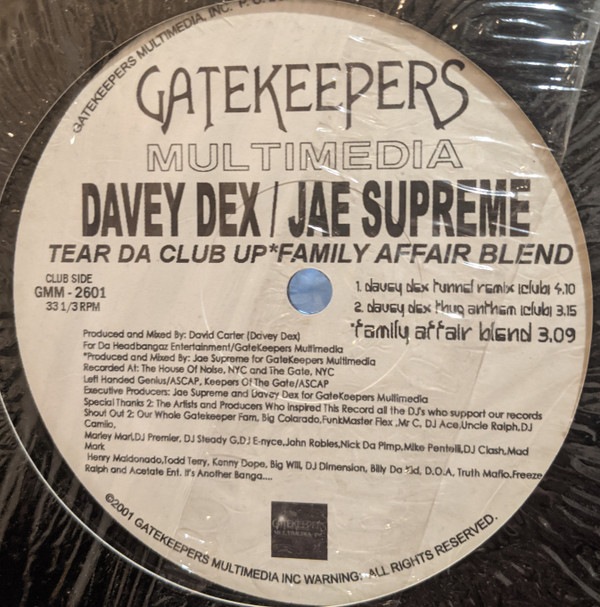 GATEKEEPERS MULTIMEDIA, INC. P.O.
GATEKEEPERS
MULTIMEDIA
DAVEY DEX / JAE SUPREME
TEAR DA CLUB UP*FAMILY AFFAIR BLEND
CLUB SIDE
GMM - 2601
33 1/3 RPM
1. davey dex tunnel remix (club) 4.10
2. davey dex thug anthem (club) 3.15
*family affair blend 3.09
Produced and Mixed By: David Carter (Davey Dex)
For Da Headbangaz Entertainment/GateKeepers Multimedia
*Produced and Mixed By: Jae Supreme for GateKeepers Multimedia
Recorded At: The House Of Noise, NYC and The Gate, NYC
Left Handed Genius/ASCAP, Keepers Of The Gate/ASCAP
Executive Producers: Jae Supreme and Davey Dex for GateKeepers Multimedia
Special Thanks 2: The Artists and Producers Who Inspired This Record all the DJ's who support our records
Shout Out 2: Our Whole Gatekeeper Fam, Big Colorado, FunkMaster Flex ,Mr C, DJ Ace,Uncle Ralph,DJ
Camilo,
Marley Marl,DJ Premier, DJ Steady G,DJ E-nyce,John Robles,Nick Da Pimp,Mike Pentelli,DJ Clash,Mad
Mark
Henry Maldonado,Todd Terry, Kenny Dope, Big Will, DJ Dimension, Billy Da Kid, D.O.A, Truth Mafio.Freeze
Ralph and Acetate Ent. It's Another Banga....
GATEKEEPERS
MULTIMEDIA
©2001 GATEKEEPERS MULTIMEDIA INC WARNING: ALL RIGHTS RESERVED.